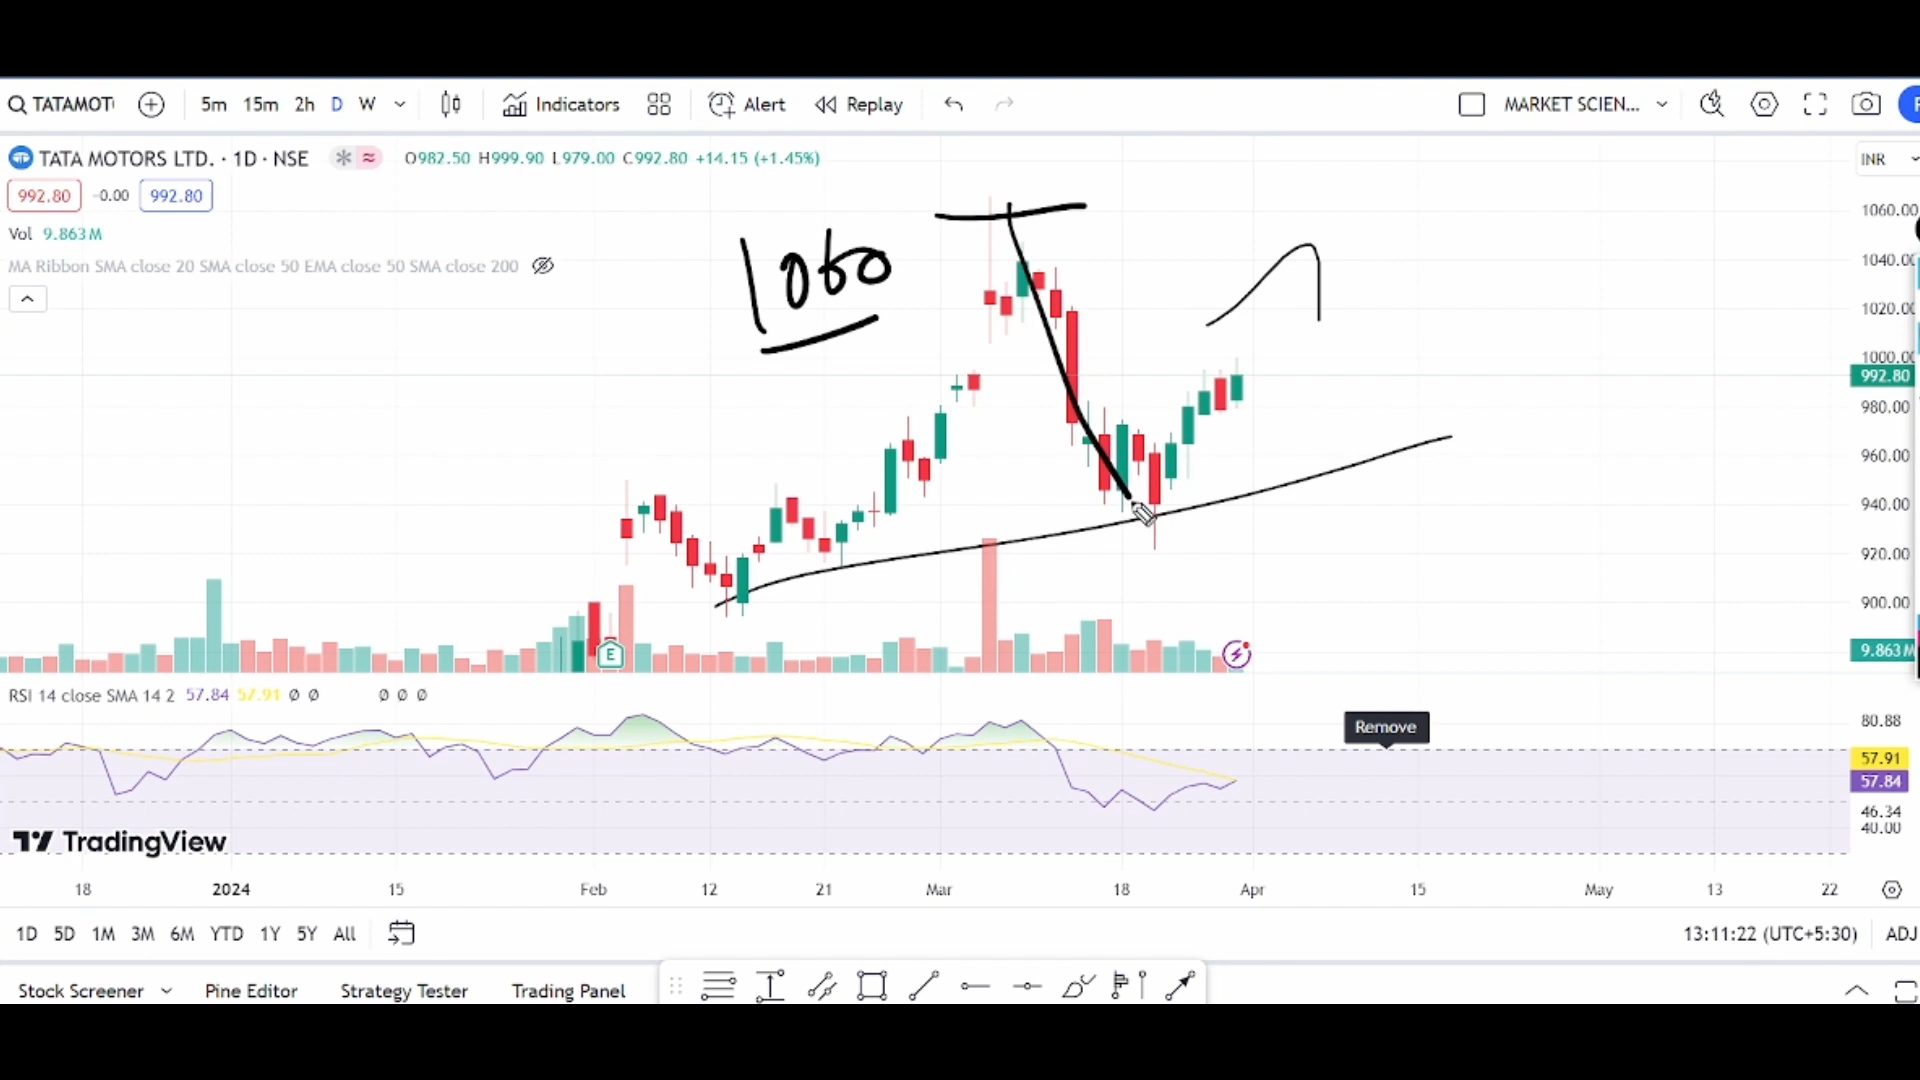 TATAMOT 5m 15m 2h D W Indicators Alert Replay MARKET SCIEN...
TATA MOTORS LTD. · 1D · NSE O982.50 H999.90 L979.00 C992.80 +14.15 (+1.45%) INR
992.80 -0.00 992.80
Vol 9.863M
MA Ribbon SMA close 20 SMA close 50 EMA close 50 SMA close 200
1060
1060.00
1040.00
1020.00
1000.00
992.80
980.00
960.00
940.00
920.00
900.00
9.863M
E
RSI 14 close SMA 14 2 57.84 57.91 Ø Ø Ø Ø Ø
Remove
80.88
57.91
57.84
46.34
40.00
TradingView
18 2024 15 Feb 12 21 Mar 18 Apr 15 May 13 22
1D 5D 1M 3M 6M YTD 1Y 5Y All 13:11:22 (UTC+5:30) ADJ
Stock Screener Pine Editor Strategy Tester Trading Panel